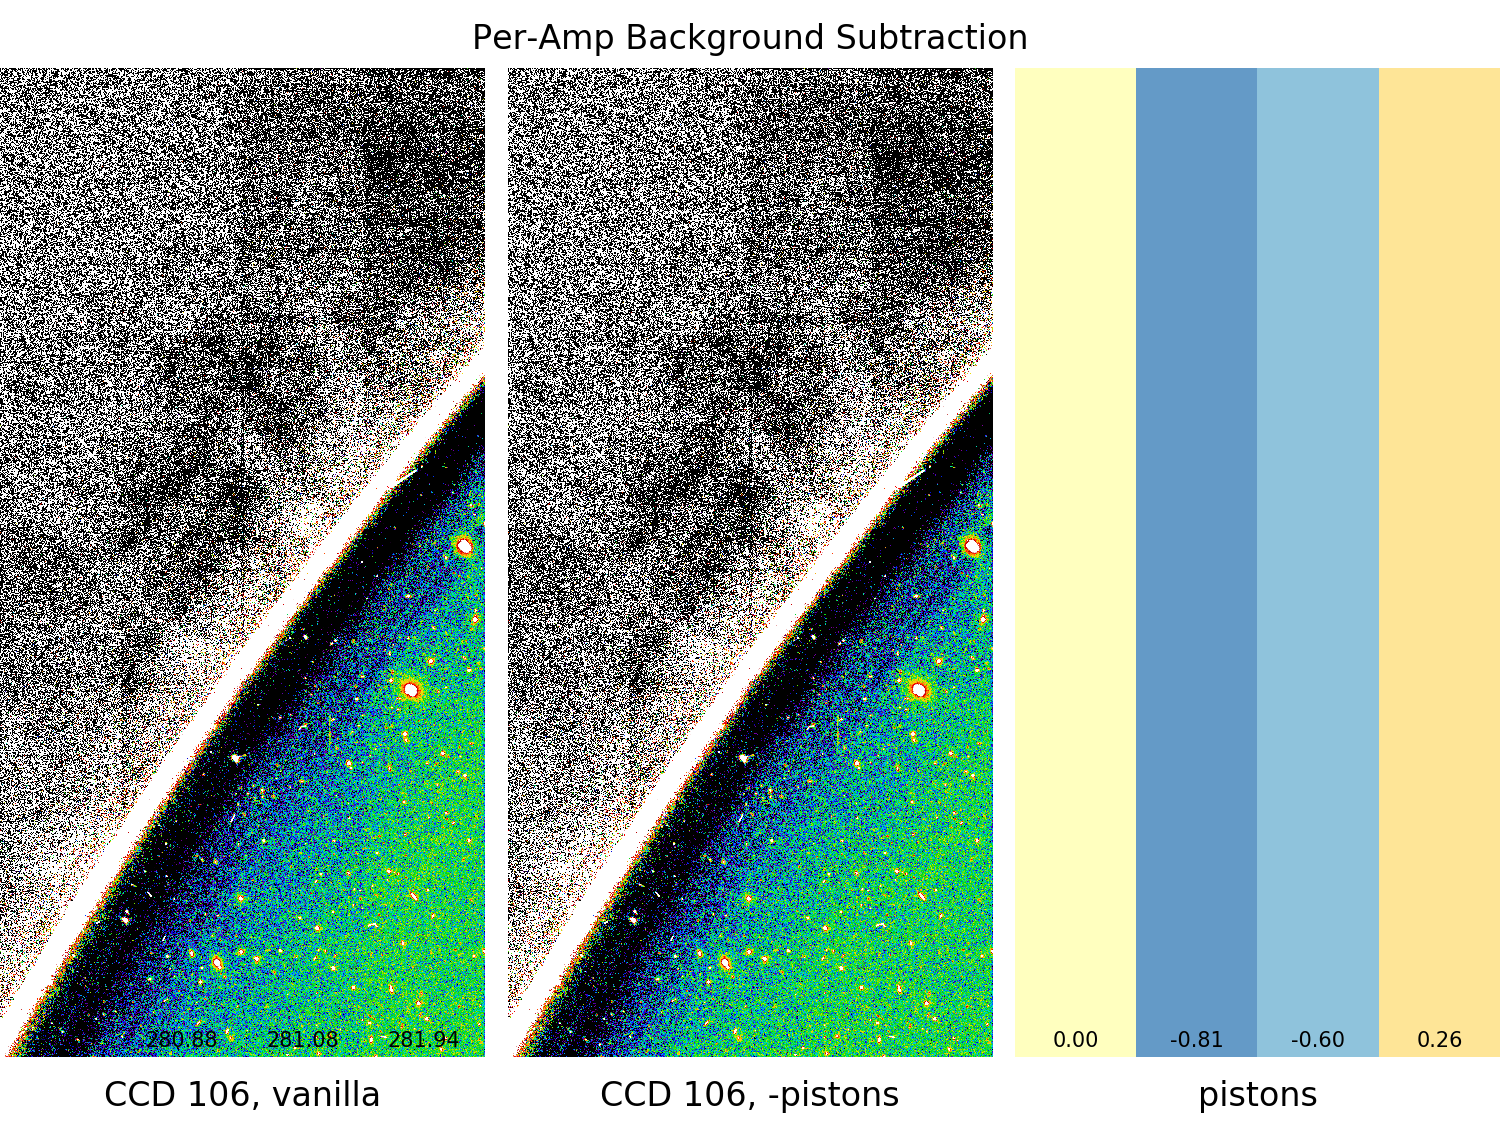 Per-Amp Background Subtraction
280.88 281.08 281.94
0.00 -0.81 -0.60 0.26
CCD 106, vanilla
CCD 106, -pistons
pistons